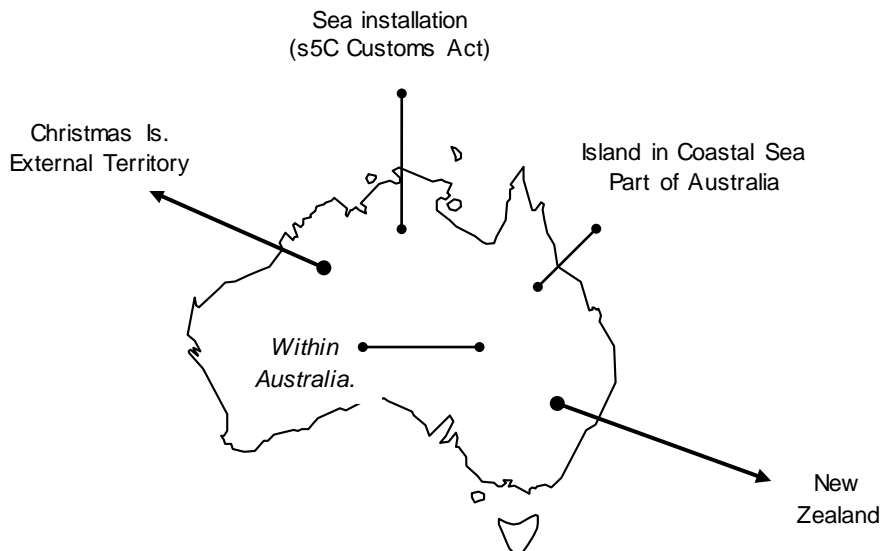 Sea installation
(s5C Customs Act)
Christmas Is.
External Territory
Island in Coastal Sea
Part of Australia
Within
Australia.
New
Zealand